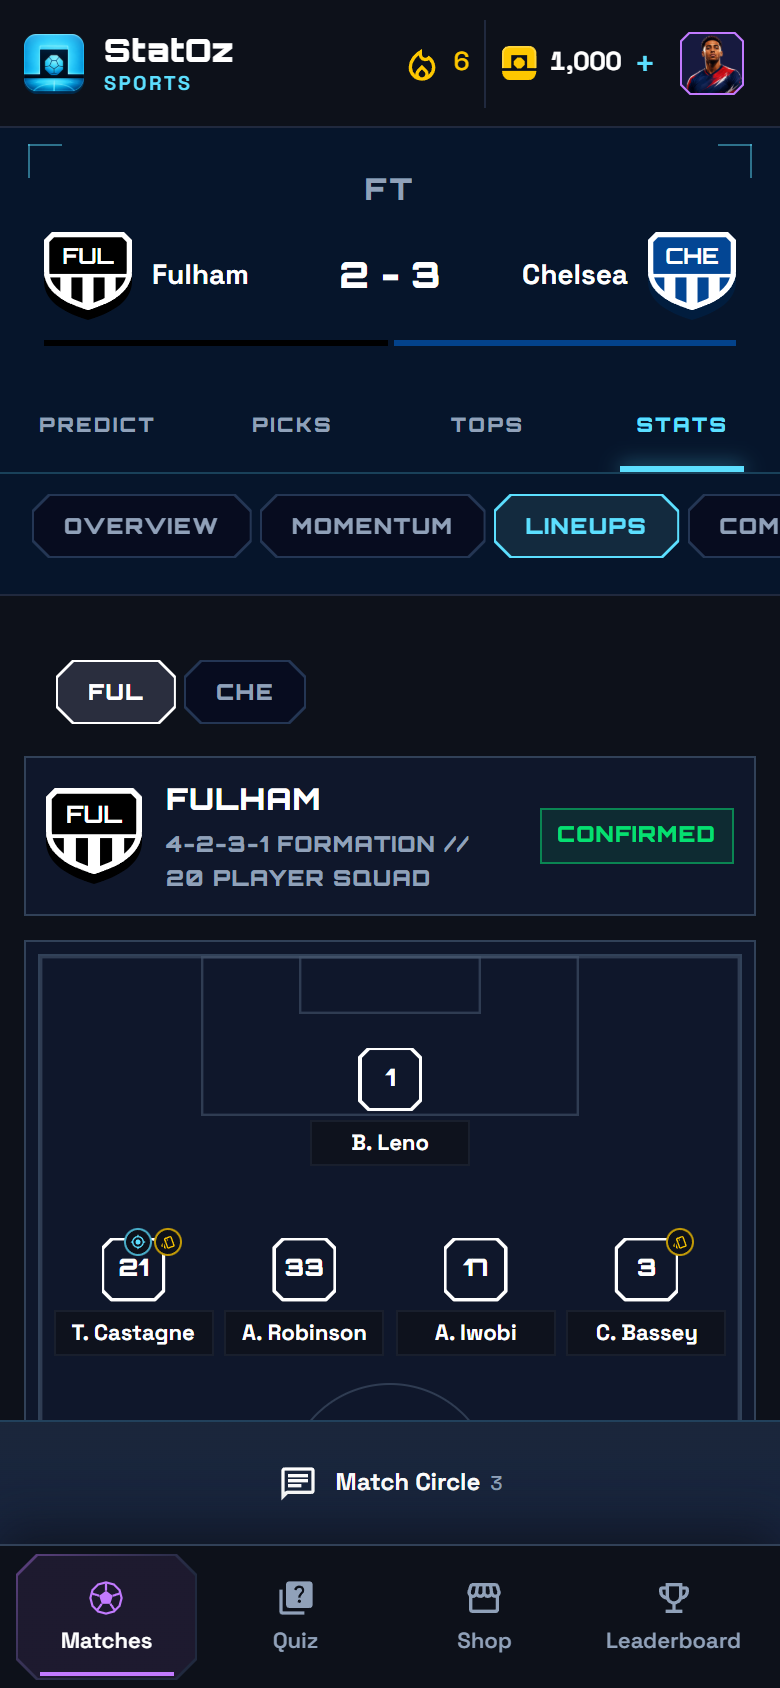 StatOz
SPORTS
6
1,000 +
FT
FUL
Fulham
2 - 3
Chelsea
CHE
PREDICT
PICKS
TOPS
STATS
OVERVIEW
MOMENTUM
LINEUPS
COM
FUL
CHE
FUL
FULHAM
4-2-3-1 FORMATION //
20 PLAYER SQUAD
CONFIRMED
1
B. Leno
21
33
17
3
T. Castagne
A. Robinson
A. Iwobi
C. Bassey
Match Circle 3
Matches
Quiz
Shop
Leaderboard